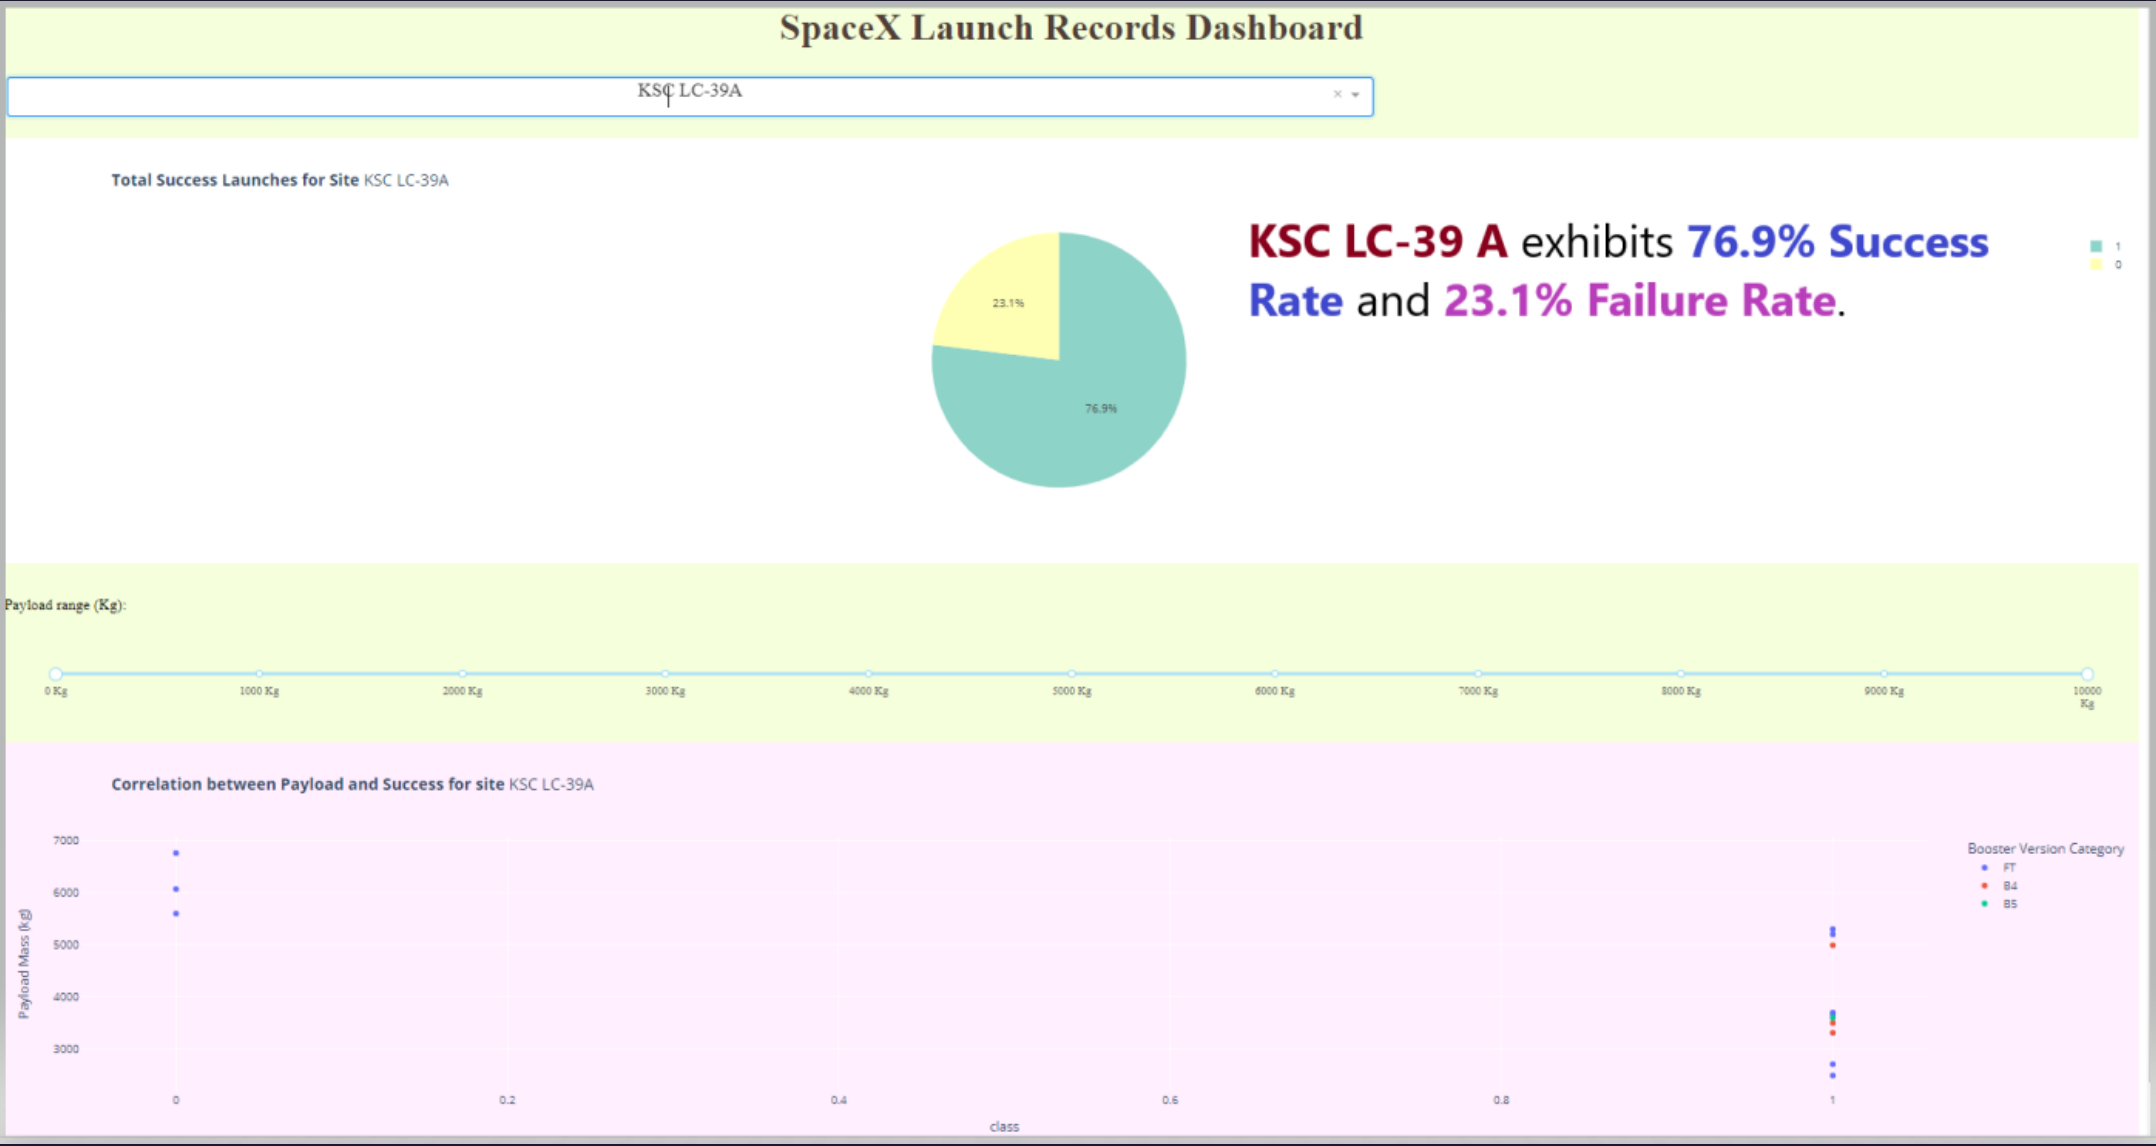 SpaceX Launch Records Dashboard
KSC LC-39A
×
Total Success Launches for Site KSC LC-39A
KSC LC-39 A exhibits 76.9% Success
Rate and 23.1% Failure Rate.
1
0
23.1%
76.9%
Payload range (Kg):
0 Kg 1000 Kg 2000 Kg 3000 Kg 4000 Kg 5000 Kg 6000 Kg 7000 Kg 8000 Kg 9000 Kg 10000
Kg
Correlation between Payload and Success for site KSC LC-39A
7000
6000
5000
4000
3000
Payload Mass (kg)
Booster Version Category
FT
B4
B5
0 0.2 0.4 0.6 0.8 1
class